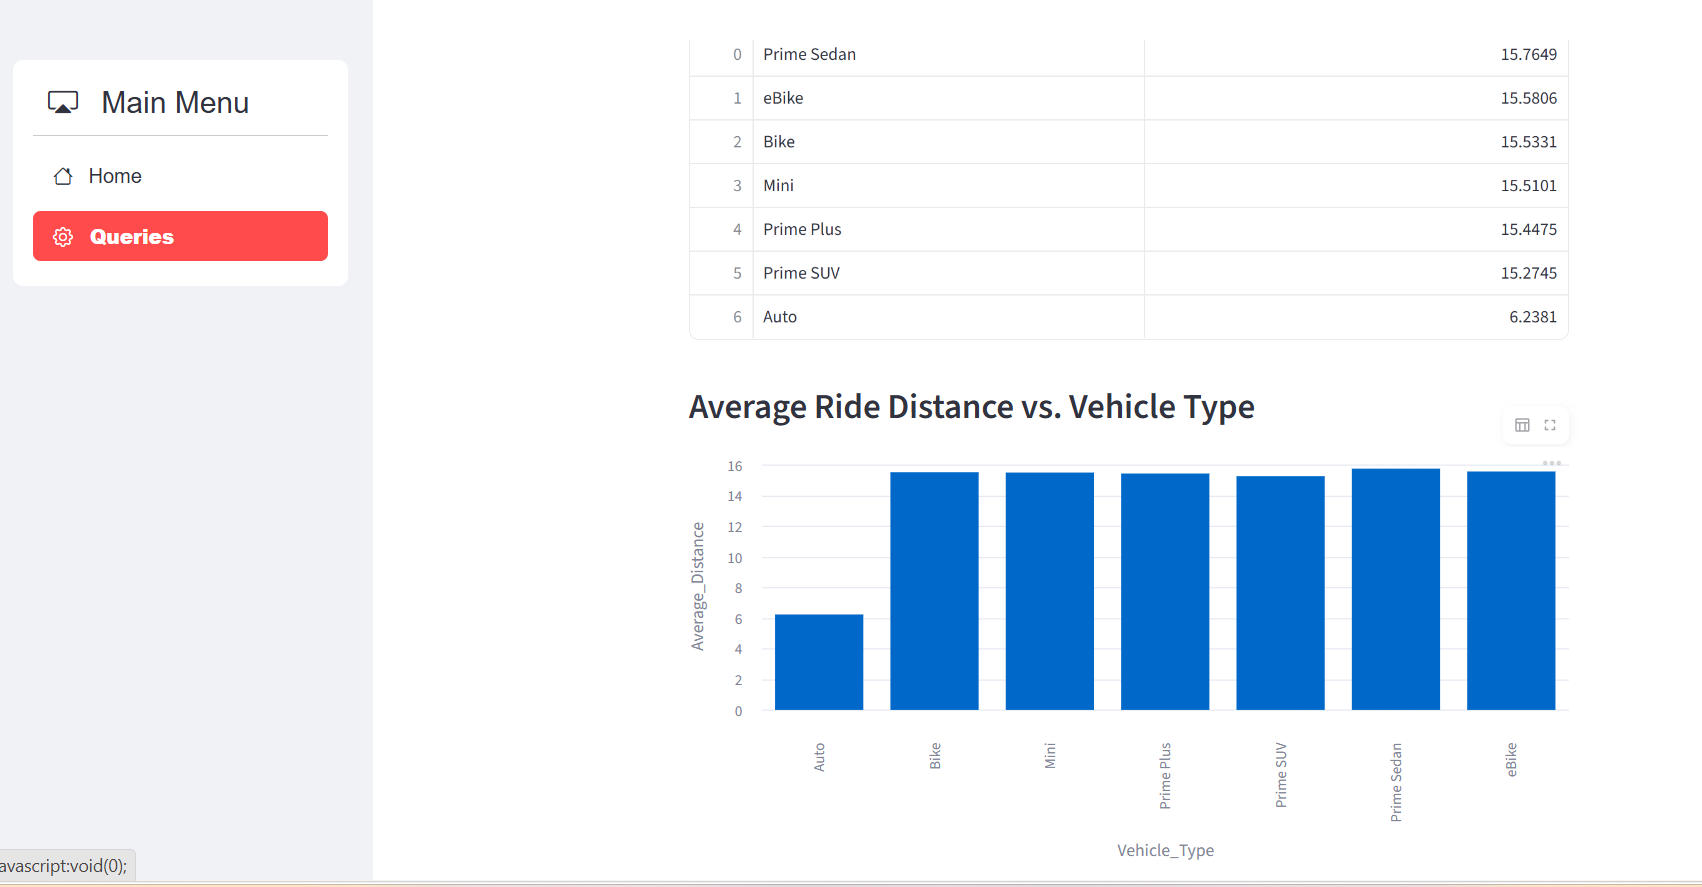 Main Menu
Home
Queries
0 Prime Sedan 15.7649
1 eBike 15.5806
2 Bike 15.5331
3 Mini 15.5101
4 Prime Plus 15.4475
5 Prime SUV 15.2745
6 Auto 6.2381
Average Ride Distance vs. Vehicle Type
16
14
12
10
8
6
4
2
0
Average_Distance
Auto
Bike
Mini
Prime Plus
Prime SUV
Prime Sedan
eBike
Vehicle_Type
avascript:void(0);